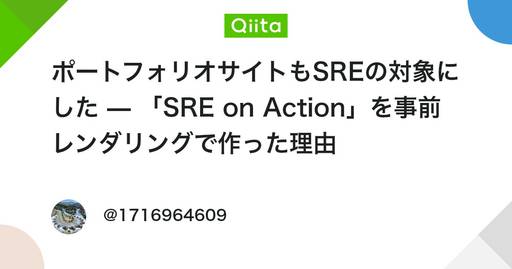 Qiita
ポートフォリオサイトもSREの対象に
した — 「SRE on Action」を事前
レンダリングで作った理由
@1716964609